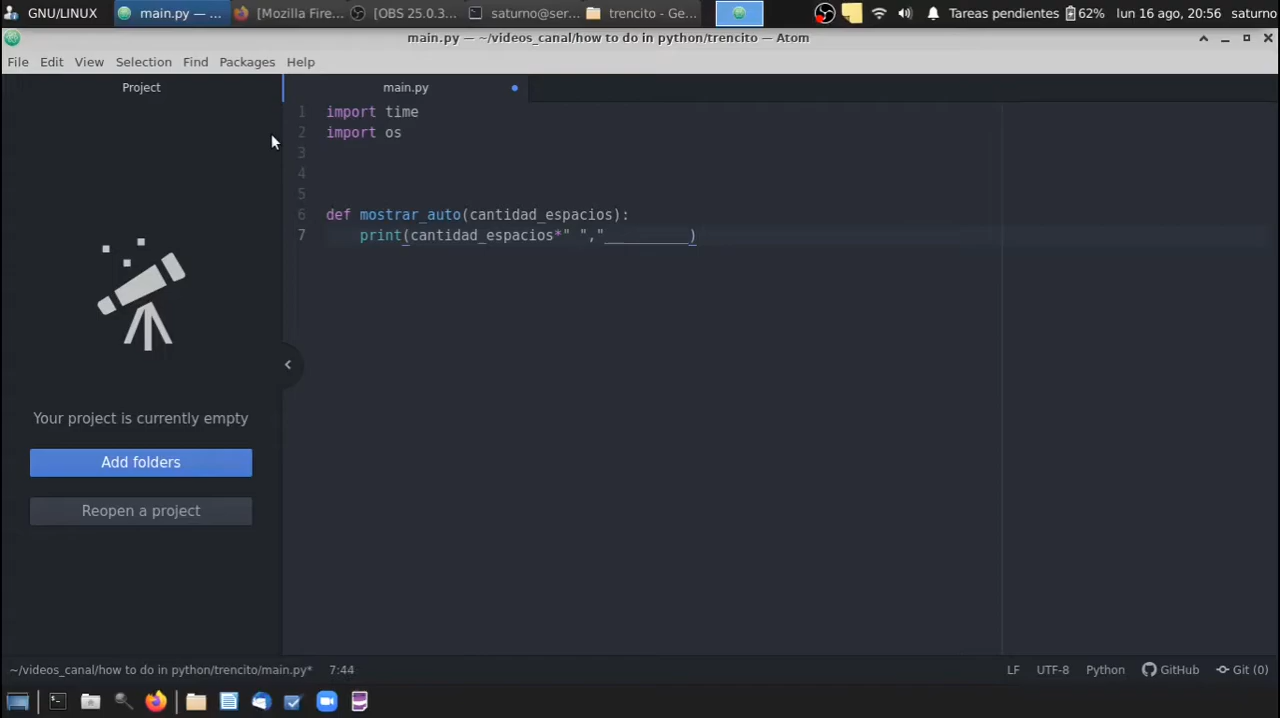 GNU/LINUX
main.py — ...
[Mozilla Fire...
[OBS 25.0.3...
saturno@ser...
trencito - Ge...
Tareas pendientes
62%
lun 16 ago, 20:56
saturno
main.py — ~/videos_canal/how to do in python/trencito — Atom
File Edit View Selection Find Packages Help
Project
main.py
1 import time
2 import os
3
4
5
6 def mostrar_auto(cantidad_espacios):
7     print(cantidad_espacios*" ","__________)
Your project is currently empty
Add folders
Reopen a project
~/videos_canal/how to do in python/trencito/main.py* 7:44
LF UTF-8 Python GitHub Git (0)